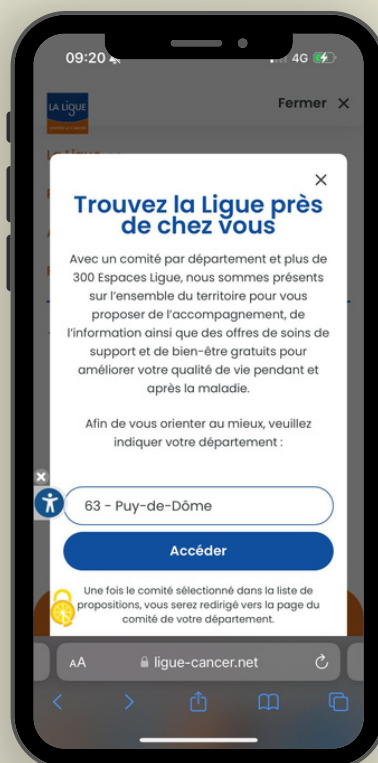 09:20
4G
LA LIGUE
Fermer ×
Trouvez la Ligue près
de chez vous
Avec un comité par département et plus de
300 Espaces Ligue, nous sommes présents
sur l'ensemble du territoire pour vous
proposer de l'accompagnement, de
l'information ainsi que des offres de soins de
support et de bien-être gratuits pour
améliorer votre qualité de vie pendant et
après la maladie.
Afin de vous orienter au mieux, veuillez
indiquer votre département :
63 - Puy-de-Dôme
Accéder
Une fois le comité sélectionné dans la liste de
propositions, vous serez redirigé vers la page du
comité de votre département.
AA
ligue-cancer.net